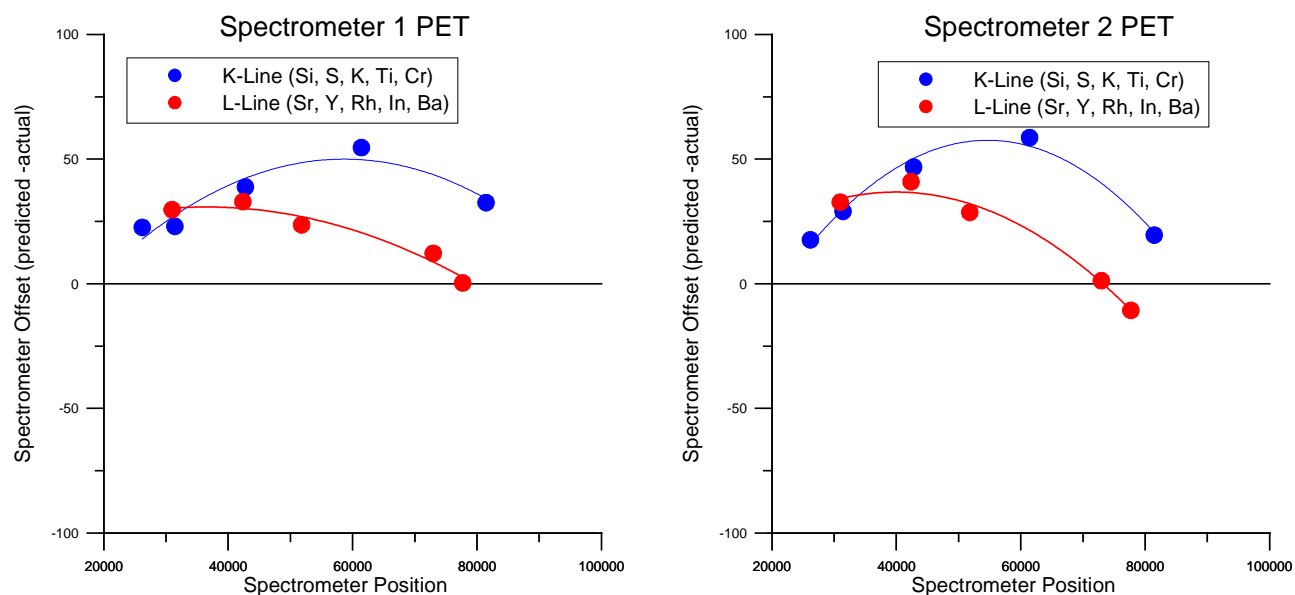 Spectrometer 1 PET
K-Line (Si, S, K, Ti, Cr)
L-Line (Sr, Y, Rh, In, Ba)
Spectrometer Offset (predicted -actual)
100
50
0
-50
-100
20000 40000 60000 80000 100000
Spectrometer Position
Spectrometer 2 PET
K-Line (Si, S, K, Ti, Cr)
L-Line (Sr, Y, Rh, In, Ba)
Spectrometer Offset (predicted -actual)
100
50
0
-50
-100
20000 40000 60000 80000 100000
Spectrometer Position